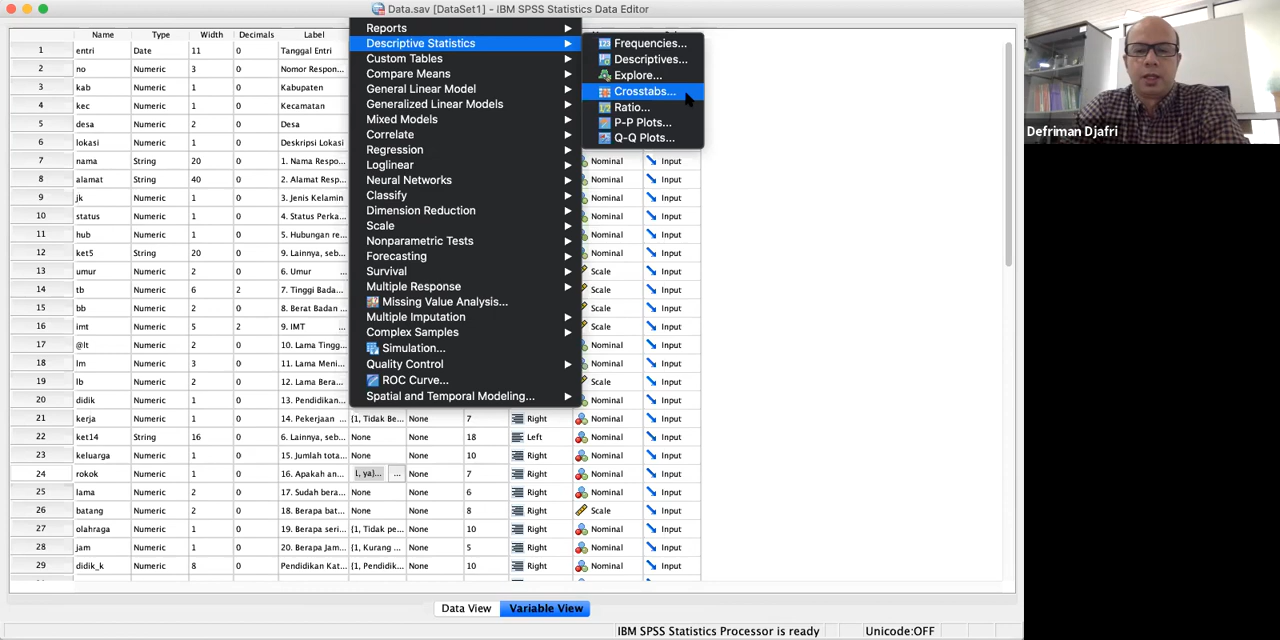 Data.sav [DataSet1] - IBM SPSS Statistics Data Editor
Name Type Width Decimals Label
Reports
Descriptive Statistics
Custom Tables
Compare Means
General Linear Model
Generalized Linear Models
Mixed Models
Correlate
Regression
Loglinear
Neural Networks
Classify
Dimension Reduction
Scale
Nonparametric Tests
Forecasting
Survival
Multiple Response
Missing Value Analysis...
Multiple Imputation
Complex Samples
Simulation...
Quality Control
ROC Curve...
Spatial and Temporal Modeling...
Frequencies...
Descriptives...
Explore...
Crosstabs...
Ratio...
P-P Plots...
Q-Q Plots...
1 entri Date 11 Tanggal Entri
2 no Numeric 3 0 Nomor Respon...
3 kab Numeric 1 0 Kabupaten
4 kec Numeric 2 0 Kecamatan
5 desa Numeric 2 0 Desa
6 lokasi Numeric 1 0 Deskripsi Lokasi
7 nama String 20 0 1. Nama Respo... Nominal Input
8 alamat String 40 0 2. Alamat Resp... Nominal Input
9 jk Numeric 1 0 3. Jenis Kelamin Nominal Input
10 status Numeric 1 0 4. Status Perka... Nominal Input
11 hub Numeric 1 0 5. Hubungan re... Nominal Input
12 ket5 String 20 0 9. Lainnya, seb... Nominal Input
13 umur Numeric 2 0 6. Umur ... Scale Input
14 tb Numeric 6 2 7. Tinggi Bada... Scale Input
15 bb Numeric 2 0 8. Berat Badan Scale Input
16 imt Numeric 5 2 9. IMT ... Scale Input
17 @lt Numeric 2 0 10. Lama Tingg... Nominal Input
18 lm Numeric 3 0 11. Lama Meni... Nominal Input
19 lb Numeric 2 0 12. Lama Bera... Scale Input
20 didik Numeric 1 0 13. Pendidikan... Nominal Input
21 kerja Numeric 1 0 14. Pekerjaan ... {1, Tidak Be... None 7 Right Nominal Input
22 ket14 String 16 0 6. Lainnya, seb... None None 18 Left Nominal Input
23 keluarga Numeric 1 0 15. Jumlah tota... None None 10 Right Nominal Input
24 rokok Numeric 1 0 16. Apakah an... l, ya}... ... None 7 Right Nominal Input
25 lama Numeric 2 0 17. Sudah bera... None None 6 Right Nominal Input
26 batang Numeric 2 0 18. Berapa bat... None None 8 Right Scale Input
27 olahraga Numeric 1 0 19. Berapa seri... {1, Tidak pe... None 10 Right Nominal Input
28 jam Numeric 1 0 20. Berapa Jam... {1, Kurang ... None 5 Right Nominal Input
29 didik_k Numeric 8 0 Pendidikan Kat... {1, Pendidik... None 10 Right Nominal Input
Data View Variable View
IBM SPSS Statistics Processor is ready Unicode:OFF
Defriman Djafri